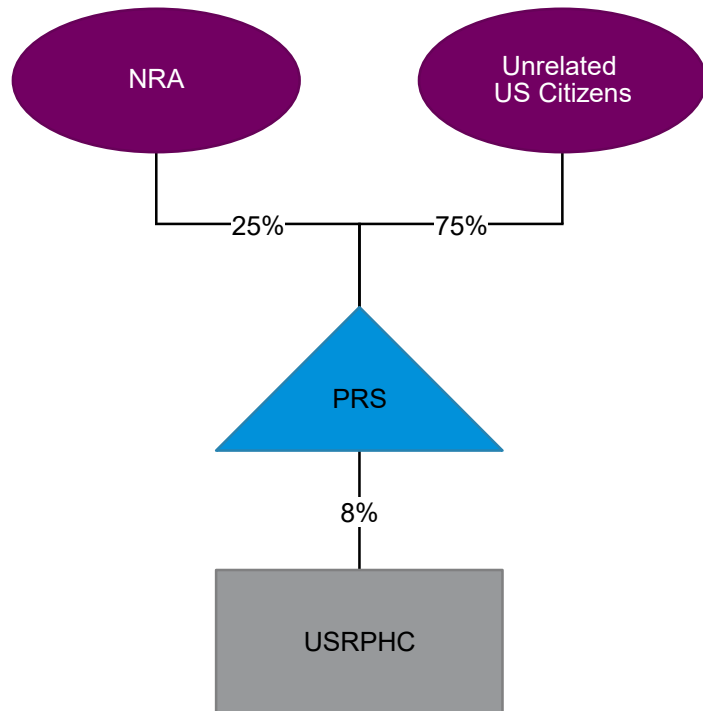 NRA
Unrelated
US Citizens
25%
75%
PRS
8%
USRPHC